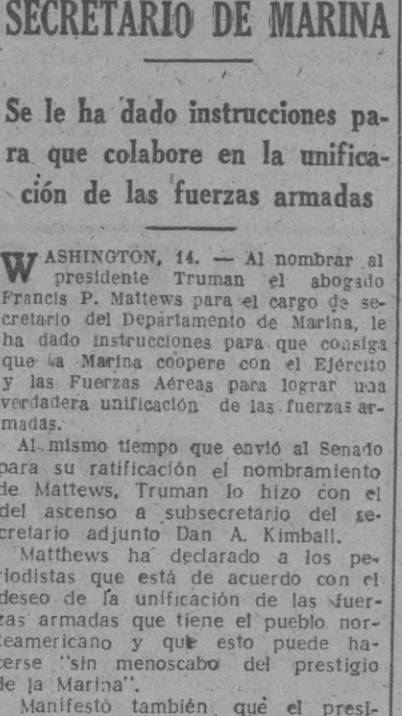 SECRETARIO DE MARINA
Se le ha dado instrucciones pa-
ra que colabore en la unifica-
ción de las fuerzas armadas
WASHINGTON, 14. — Al nombrar al
presidente Truman el abogado
Francis P. Mattews para el cargo de se-
cretario del Departamento de Marina, le
ha dado instrucciones para que consiga
que la Marina coopere con el Ejército
y las Fuerzas Aéreas para lograr una
verdadera unificación de las fuerzas ar-
madas.
Al mismo tiempo que envió al Senado
para su ratificación el nombramiento
de Mattews, Truman lo hizo con el
del ascenso a subsecretario del se-
cretario adjunto Dan A. Kimball.
Matthews ha declarado a los pe-
riodistas que está de acuerdo con el
deseo de la unificación de las fuer-
zas armadas que tiene el pueblo nor-
teamericano y que esto puede ha-
cerse "sin menoscabo del prestigio
de la Marina".
Manifestó también que el presi-